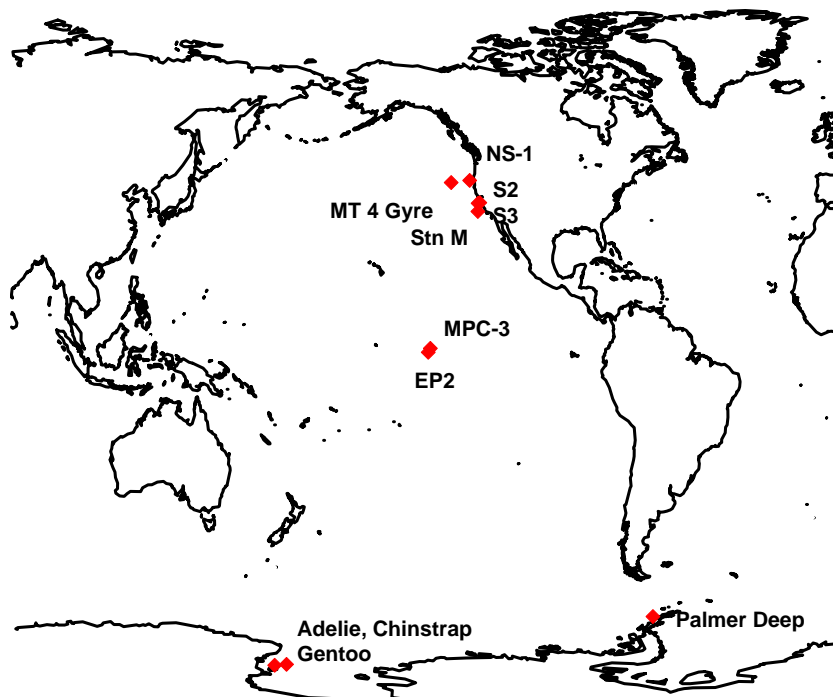 NS-1
S2
MT 4 Gyre
S3
Stn M
MPC-3
EP2
Adelie, Chinstrap
Gentoo
Palmer Deep